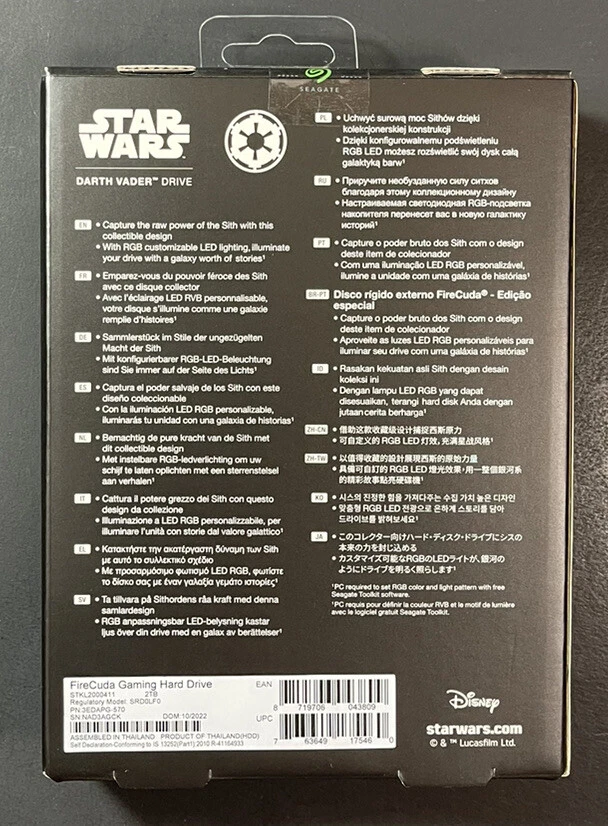 SEAGATE
STAR
WARS
DARTH VADER™ DRIVE
EN • Capture the raw power of the Sith with this
collectible design
• With RGB customizable LED lighting, illuminate
your drive with a galaxy worth of stories¹
FR • Emparez-vous du pouvoir féroce des Sith
avec ce disque collector
• Avec l'éclairage LED RVB personnalisable,
votre disque s'illumine comme une galaxie
remplie d'histoires¹
DE • Sammlerstück im Stile der ungezügelten
Macht der Sith
• Mit konfigurierbarer RGB-LED-Beleuchtung
sind Sie immer auf der Seite des Lichts¹
ES • Captura el poder salvaje de los Sith con este
diseño coleccionable
• Con la iluminación LED RGB personalizable,
iluminarás tu unidad con una galaxia de historias¹
NL • Bemachtig de pure kracht van de Sith met
dit collectible design
• Met instelbare RGB-ledverlichting om uw
schijf te laten oplichten met een sterrenstelsel
aan verhalen¹
IT • Cattura il potere grezzo dei Sith con questo
design da collezione
• Illuminazione a LED RGB personalizzabile, per
illuminare l'unità con storie dal valore galattico¹
EL • Κατακτήστε την ακατέργαστη δύναμη των Sith
με αυτό το συλλεκτικό σχέδιο
• Με προσαρμόσιμο φωτισμό LED RGB, φωτίστε
το δίσκο σας με έναν γαλαξία γεμάτο ιστορίες¹
SV • Ta tillvara på Sithordens råa kraft med denna
samlardesign
• RGB anpassningsbar LED-belysning kastar
ljus över din drive med en galax av berättelser¹
PL • Uchwyć surową moc Sithów dzięki
kolekcjonerskiej konstrukcji
• Dzięki konfigurowalnemu podświetleniu
RGB LED możesz rozświetlić swój dysk całą
galaktyką barw¹
RU • Приручите необузданную силу ситхов
благодаря этому коллекционному дизайну
• Настраиваемая светодиодная RGB-подсветка
накопителя перенесет вас в новую галактику
историй¹
PT • Capture o poder bruto dos Sith com o design
deste item de colecionador
• Com uma iluminação LED RGB personalizável,
ilumine a unidade com uma galáxia de histórias¹
BR-PT Disco rígido externo FireCuda® - Edição
especial
• Capture o poder bruto dos Sith com o design
deste item de colecionador
• Aproveite as luzes LED RGB personalizáveis para
iluminar seu drive com uma galáxia de histórias¹
ID • Rasakan kekuatan asli Sith dengan desain
koleksi ini
• Dengan lampu LED RGB yang dapat
disesuaikan, terangi hard disk Anda dengan
jutaan cerita berharga¹
ZH-CN • 借助这款收藏级设计捕捉西斯原力
• 可自定义的 RGB LED 灯效，充满星战风格¹
ZH-TW • 以值得收藏的設計展現西斯的原始力量
• 具備可自訂的 RGB LED 燈光效果，用一整個銀河系
的精彩故事點亮硬碟機¹
KO • 시스의 진정한 힘을 가져다주는 수집 가치 높은 디자인
• 맞춤형 RGB LED 전광으로 은하계 스토리를 담아
드라이브를 밝혀보세요¹
JA • このコレクター向けハード・ディスク・ドライブにシスの
本来の力を封じ込める
• カスタマイズ可能なRGBのLEDライトが、銀河の
ようにドライブを明るく照らします¹
¹PC required to set RGB color and light pattern with free
Seagate Toolkit software.
¹PC requis pour définir la couleur RVB et le motif de lumière
avec le logiciel gratuit Seagate Toolkit.
FireCuda Gaming Hard Drive
STKL2000411 2TB
Regulatory Model: SRD0LF0
PN:3EDAPG-570
SN:NAD3AGCK DOM:10/2022
ASSEMBLED IN THAILAND PRODUCT OF THAILAND(HDD)
Self Declaration-Conforming to IS 13252(Part1):2010 R-41164933
EAN
8 719706 043809
UPC
7 63649 17546 0
Disney
starwars.com
© & ™ Lucasfilm Ltd.